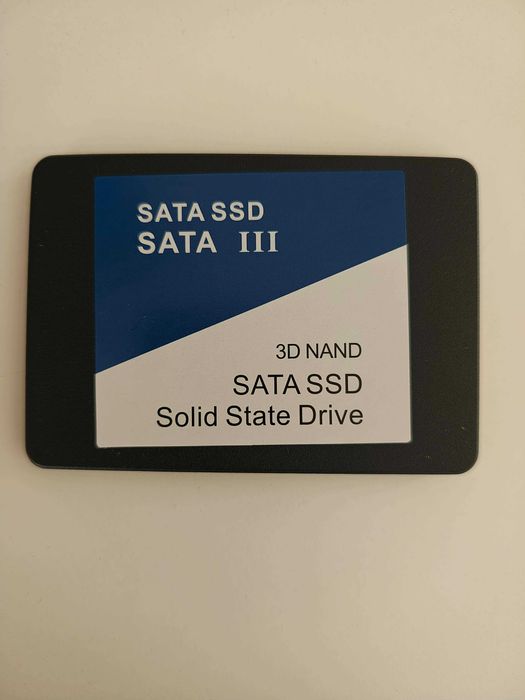 SATA SSD
SATA III
3D NAND
SATA SSD
Solid State Drive